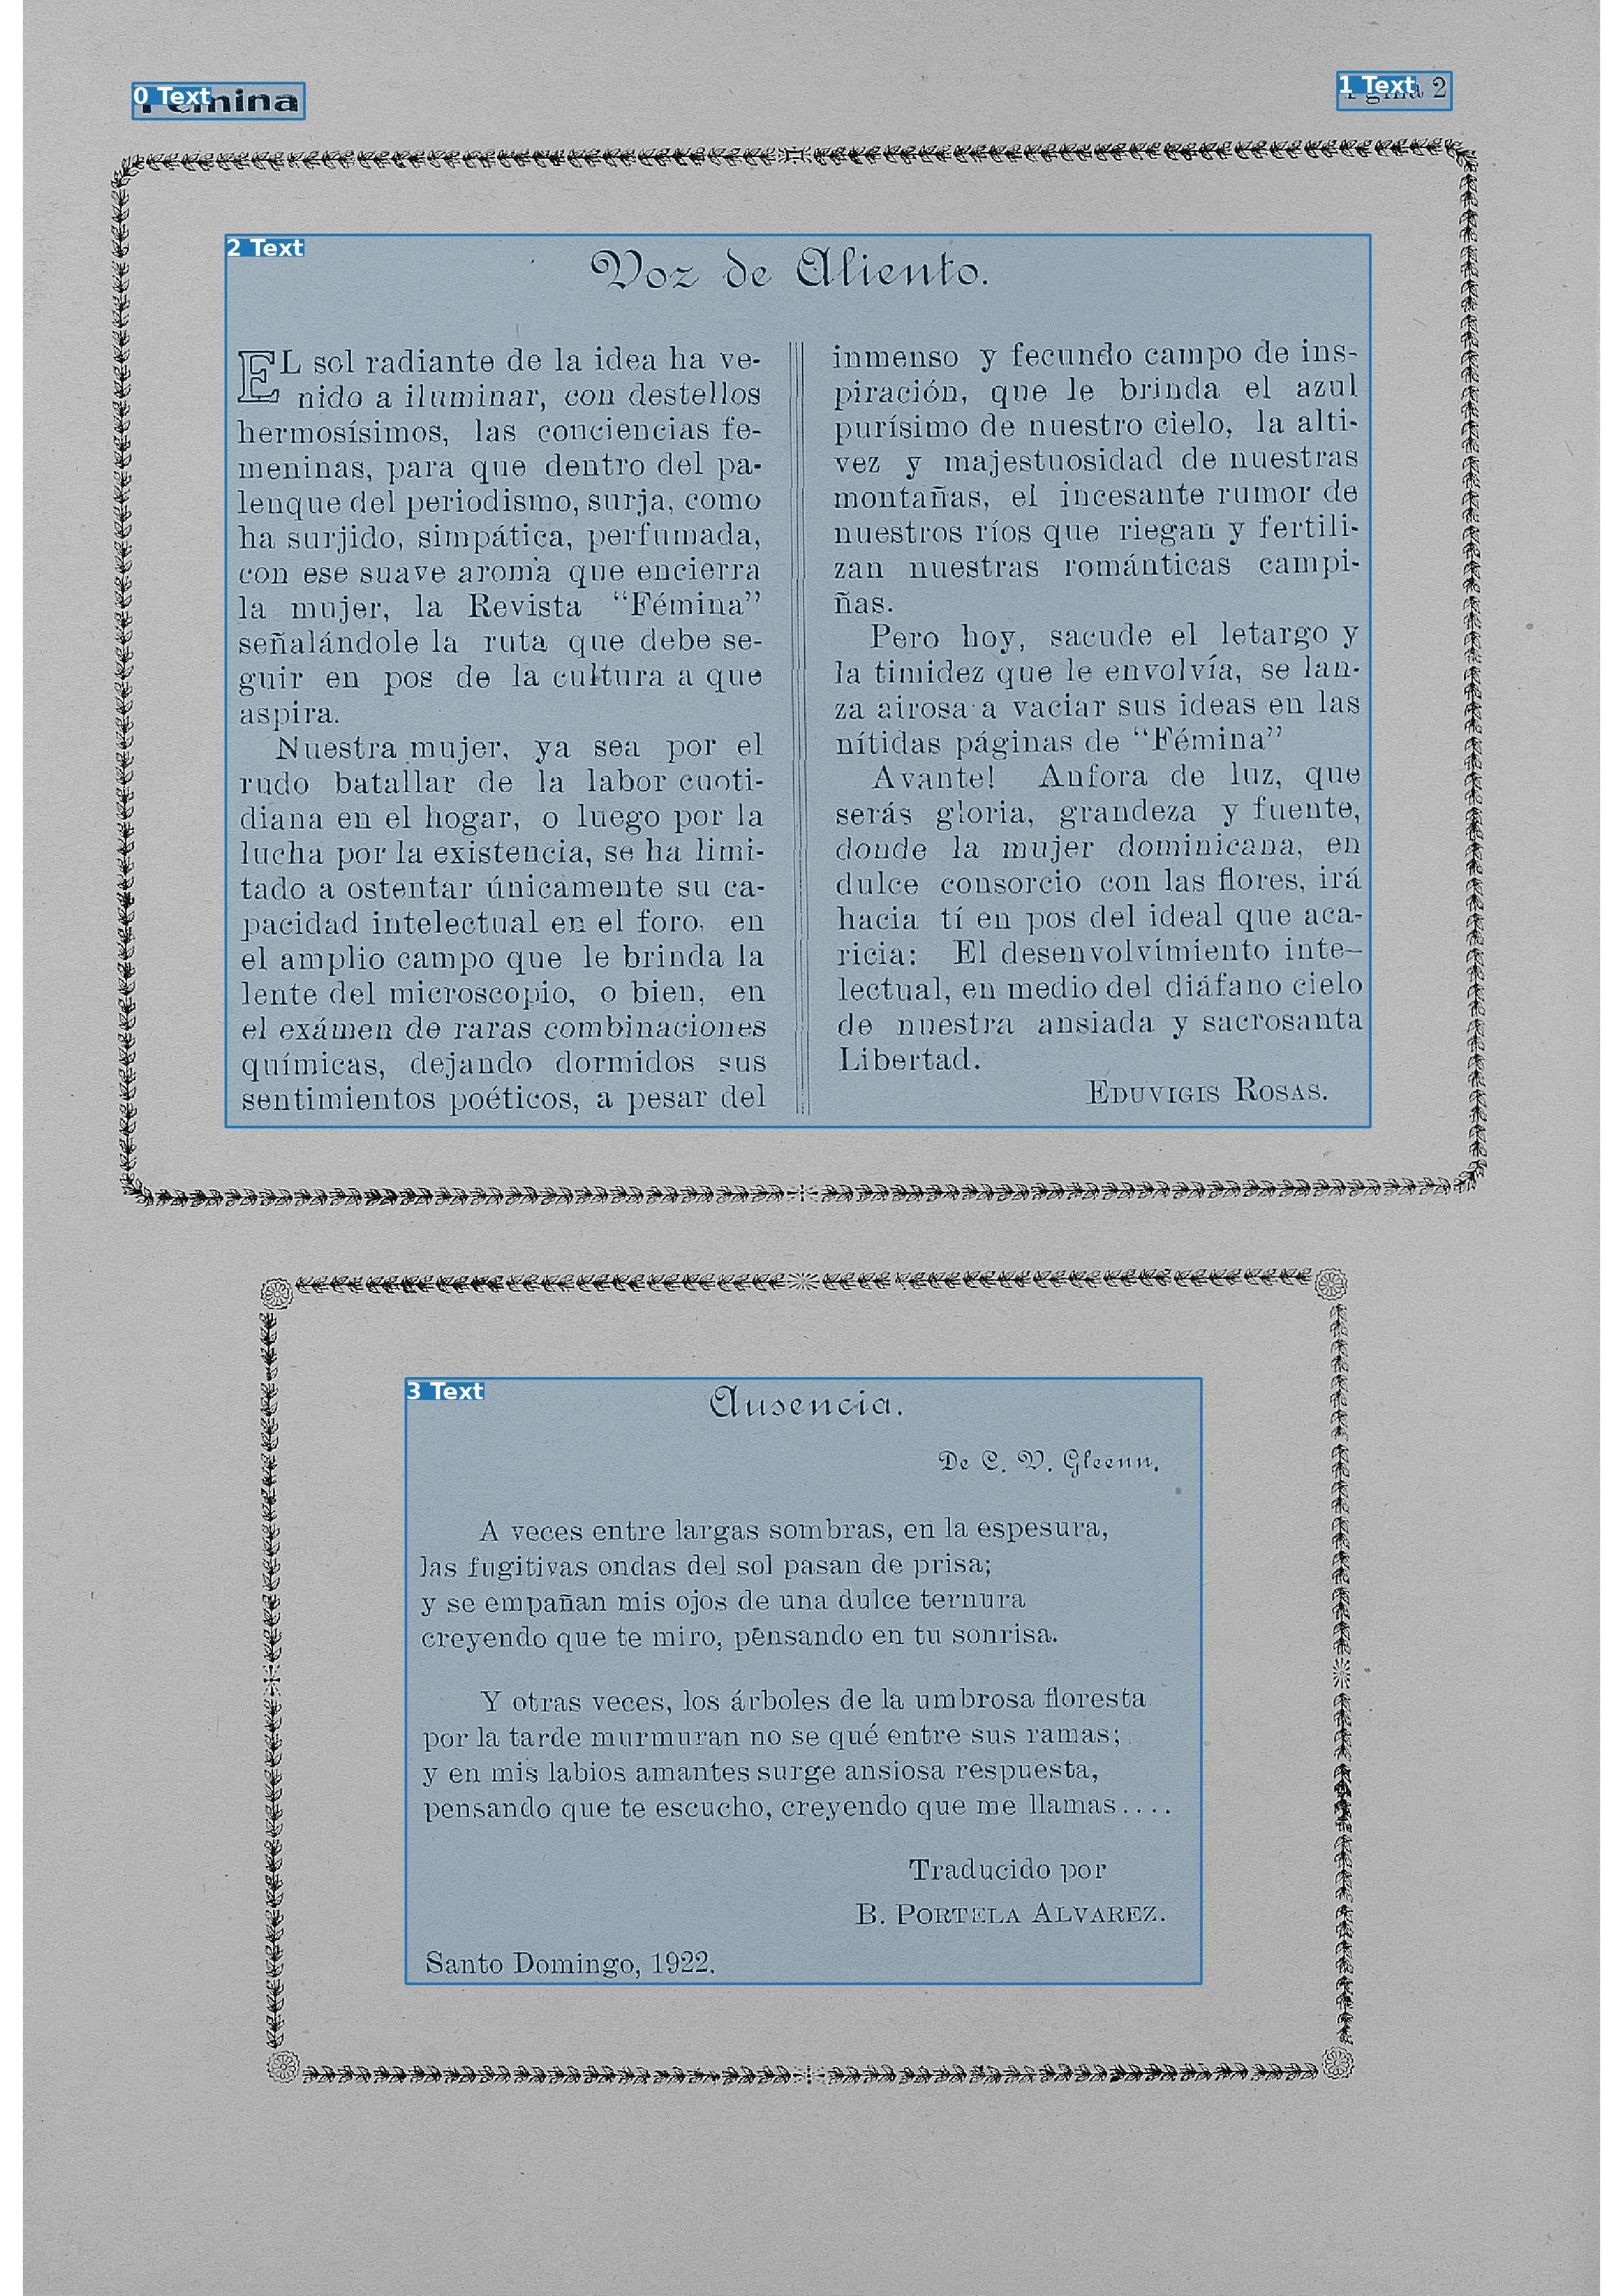 Fémina
Página 2
Voz de Aliento.
EL sol radiante de la idea ha ve-
nido a iluminar, con destellos
hermosísimos, las conciencias fe-
meninas, para que dentro del pa-
lenque del periodismo, surja, como
ha surjido, simpática, perfumada,
con ese suave aroma que encierra
la mujer, la Revista "Fémina"
señalándole la ruta que debe se-
guir en pos de la cultura a que
aspira.
Nuestra mujer, ya sea por el
rudo batallar de la labor cuoti-
diana en el hogar, o luego por la
lucha por la existencia, se ha limi-
tado a ostentar únicamente su ca-
pacidad intelectual en el foro, en
el amplio campo que le brinda la
lente del microscopio, o bien, en
el exámen de raras combinaciones
químicas, dejando dormidos sus
sentimientos poéticos, a pesar del
inmenso y fecundo campo de ins-
piración, que le brinda el azul
purísimo de nuestro cielo, la alti-
vez y majestuosidad de nuestras
montañas, el incesante rumor de
nuestros ríos que riegan y fertili-
zan nuestras románticas campi-
ñas.
Pero hoy, sacude el letargo y
la timidez que le envolvía, se lan-
za airosa a vaciar sus ideas en las
nítidas páginas de "Fémina"
Avante! Anfora de luz, que
serás gloria, grandeza y fuente,
donde la mujer dominicana, en
dulce consorcio con las flores, irá
hacia tí en pos del ideal que aca-
ricia: El desenvolvimiento inte-
lectual, en medio del diáfano cielo
de nuestra ansiada y sacrosanta
Libertad.
EDUVIGIS ROSAS.
Ausencia.
De C. V. Gleenn.
A veces entre largas sombras, en la espesura,
las fugitivas ondas del sol pasan de prisa;
y se empañan mis ojos de una dulce ternura
creyendo que te miro, pensando en tu sonrisa.
Y otras veces, los árboles de la umbrosa floresta
por la tarde murmuran no se qué entre sus ramas;
y en mis labios amantes surge ansiosa respuesta,
pensando que te escucho, creyendo que me llamas....
Traducido por
B. PORTELA ALVAREZ.
Santo Domingo, 1922.